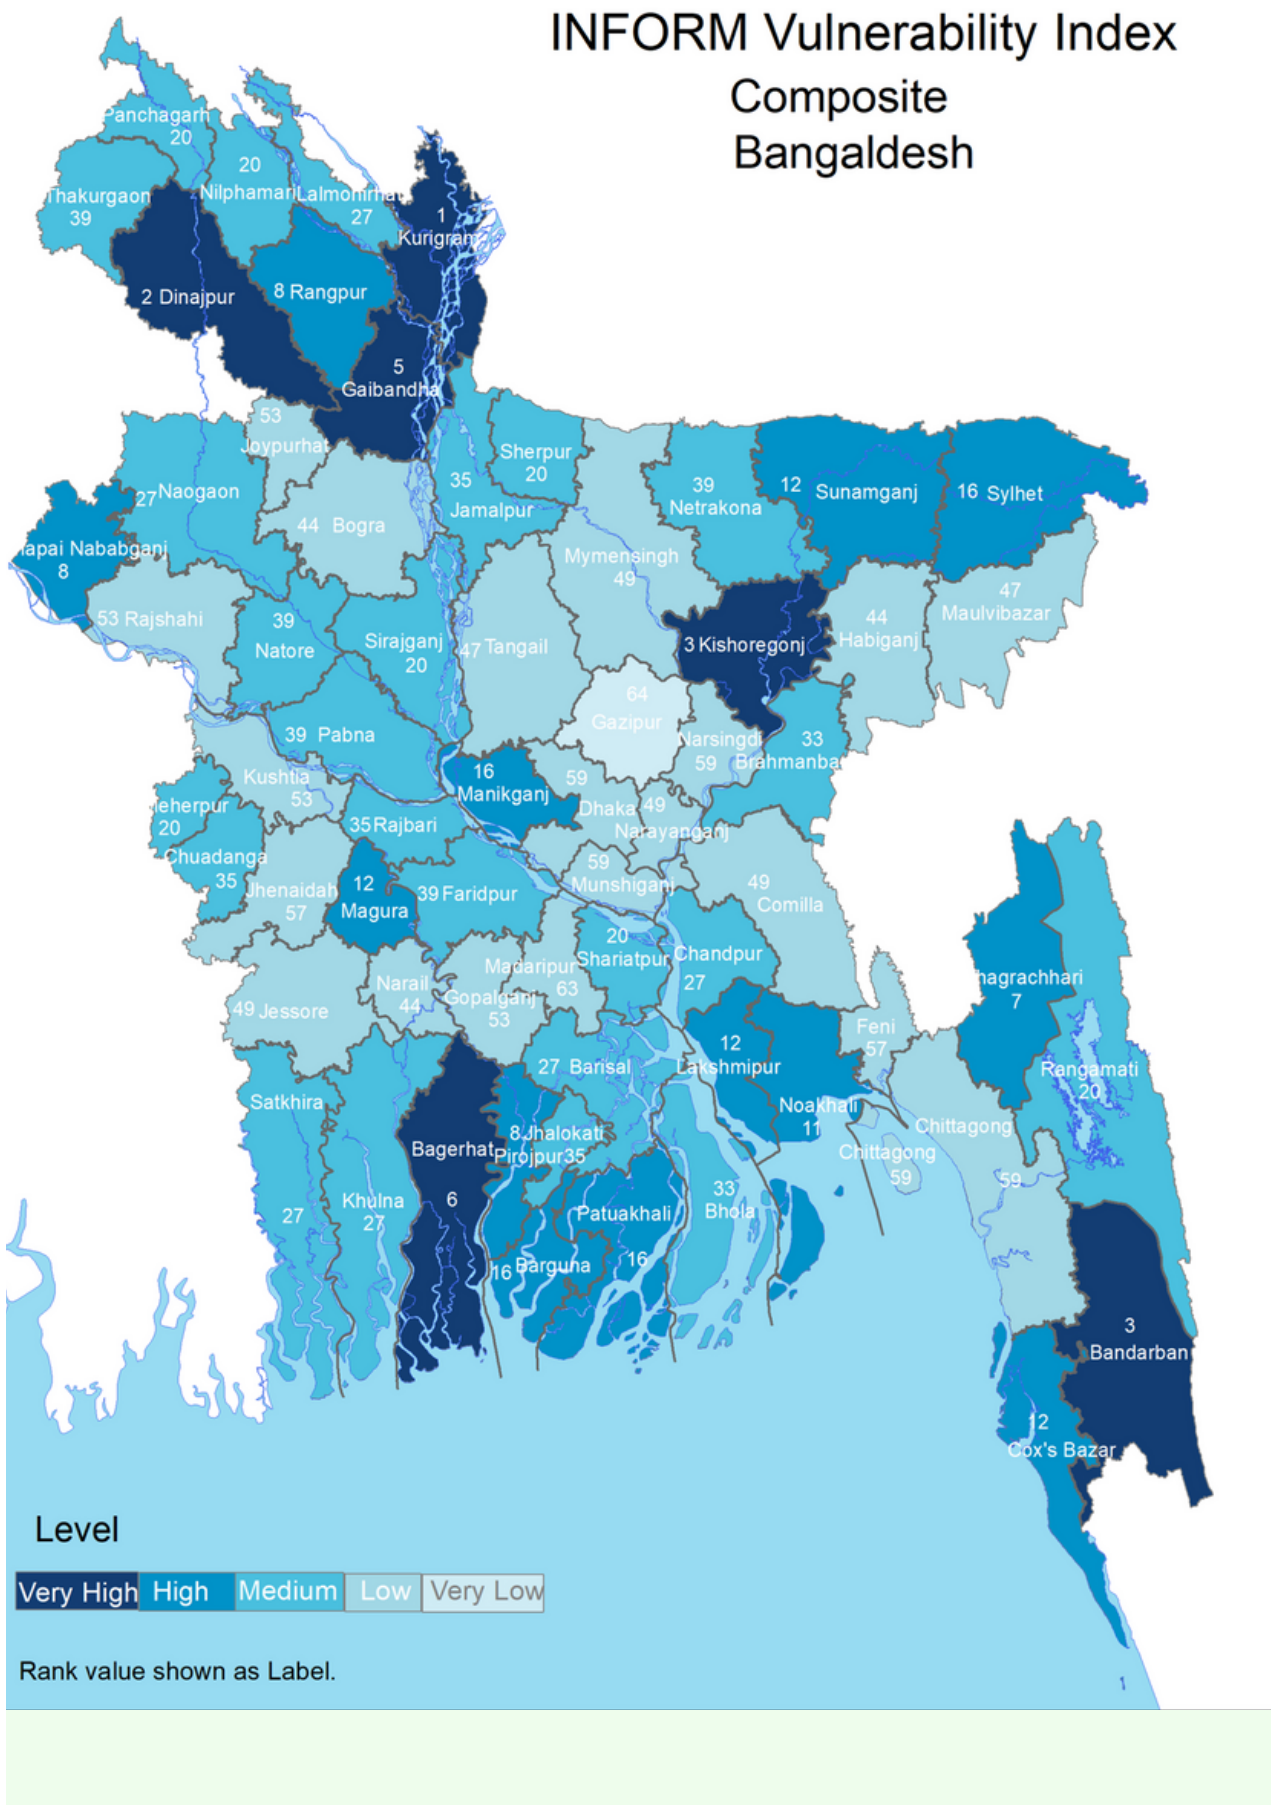 INFORM Vulnerability Index
Composite
Bangaldesh
Panchagarh
20
20
Nilphamari
Thakurgaon
39
Lalmonirhat
27
1
Kurigram
2 Dinajpur
8 Rangpur
5
Gaibandha
53
Joypurhat
Sherpur
20
27 Naogaon
35
Jamalpur
39
Netrakona
12 Sunamganj
16 Sylhet
44 Bogra
apai Nababganj
8
Mymensingh
49
53 Rajshahi
39
Natore
Sirajganj
20
47 Tangail
3 Kishoregonj
44
Habiganj
47
Maulvibazar
64
Gazipur
39 Pabna
Narsingdi
59
33
Brahmanba
Kushtia
53
16
Manikganj
59
Dhaka
49
Narayanganj
eherpur
20
35 Rajbari
Chuadanga
35
Jhenaidah
57
12
Magura
39 Faridpur
59
Munshiganj
49
Comilla
20
Shariatpur
Chandpur
27
Madaripur
63
Narail
44
Gopalganj
53
49 Jessore
hagrachhari
7
Feni
57
12
Lakshmipur
27 Barisal
Rangamati
20
Satkhira
27
Noakhali
11
Chittagong
59
Chittagong
59
Bagerhat
6
8 Jhalokati
Pirojpur 35
Khulna
27
33
Bhola
Patuakhali
16
16 Barguna
3
Bandarban
12
Cox's Bazar
Level
Very High High Medium Low Very Low
Rank value shown as Label.